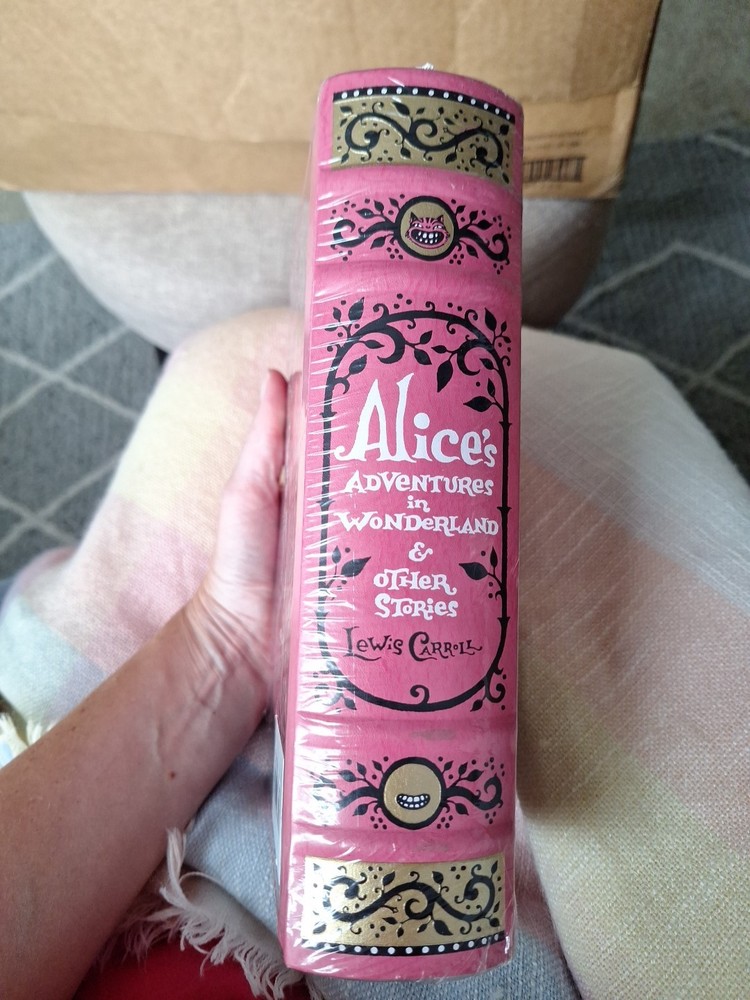 Alice's
ADVENTURES
in
WONDERLAND
&
OTHER
STORIES
LEWIS CARROLL